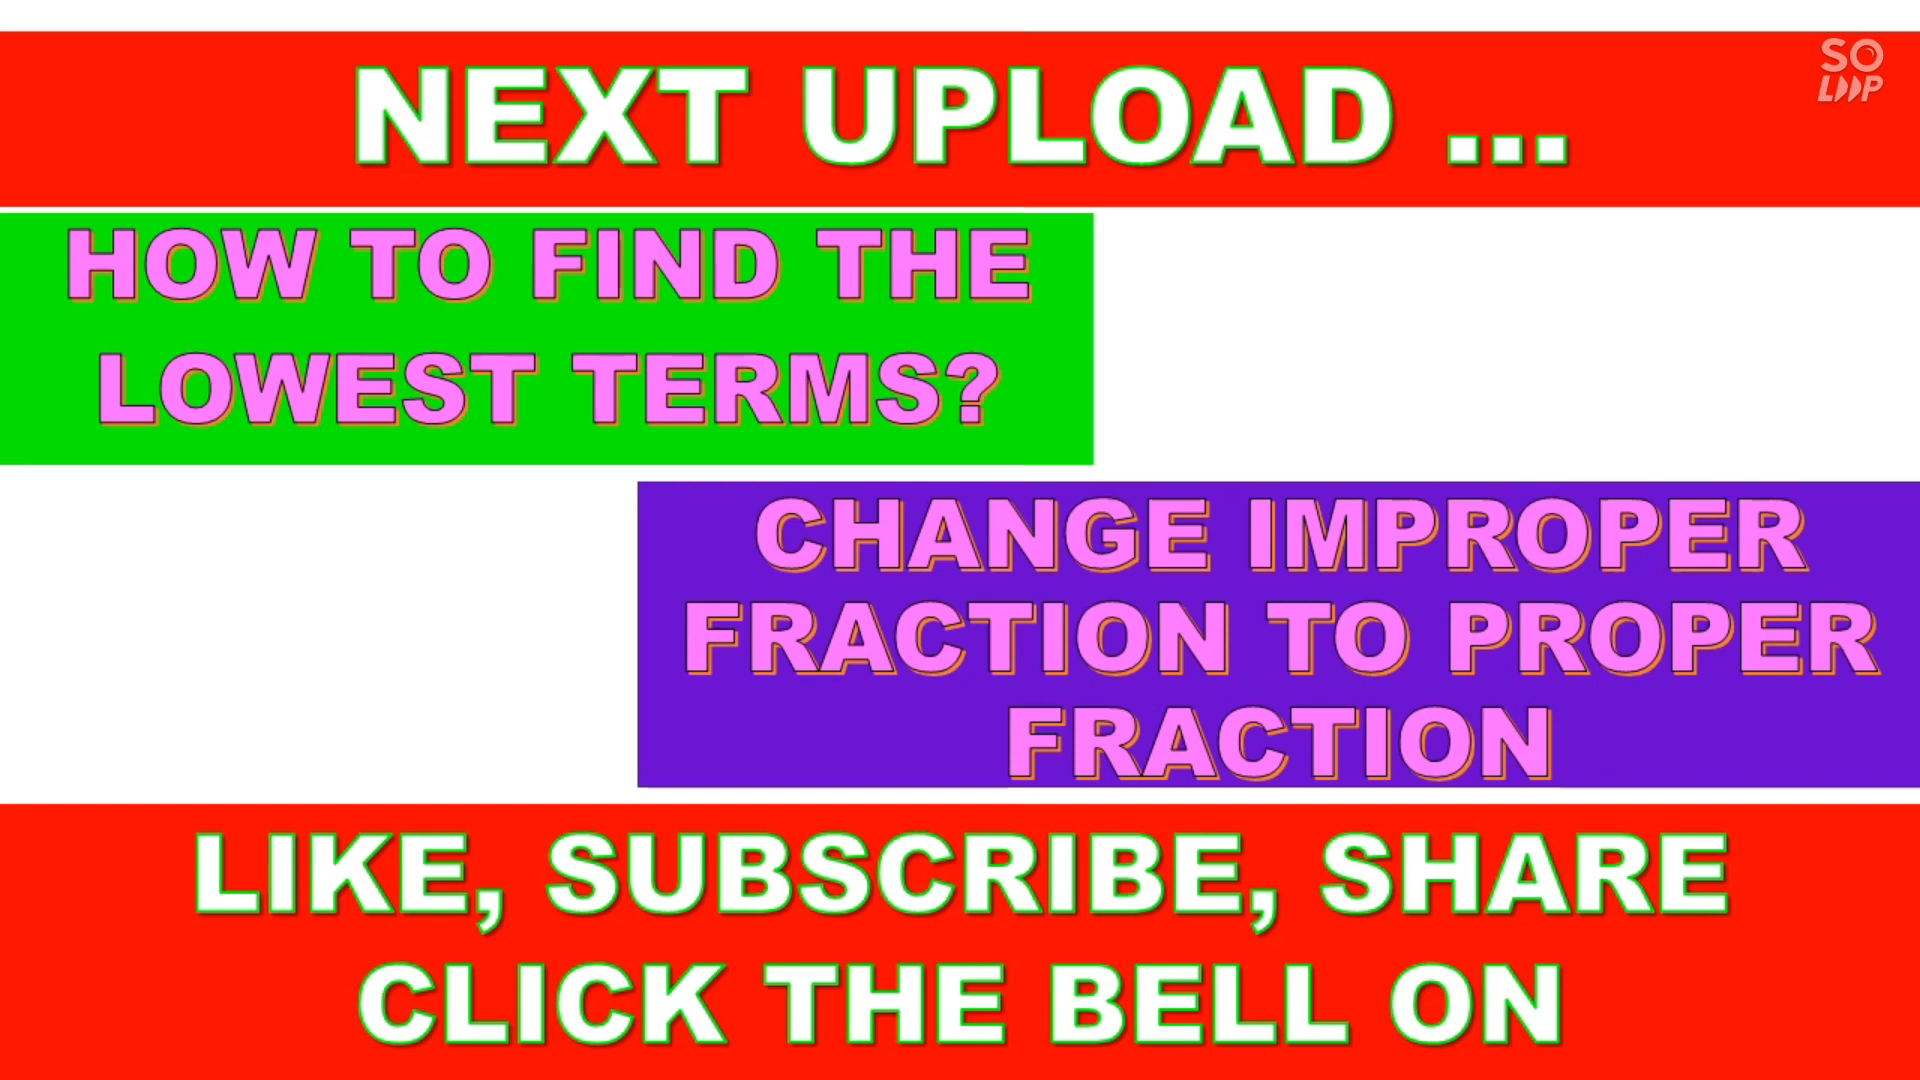 NEXT UPLOAD ...
SO
LOOP
HOW TO FIND THE
LOWEST TERMS?
CHANGE IMPROPER
FRACTION TO PROPER
FRACTION
LIKE, SUBSCRIBE, SHARE
CLICK THE BELL ON